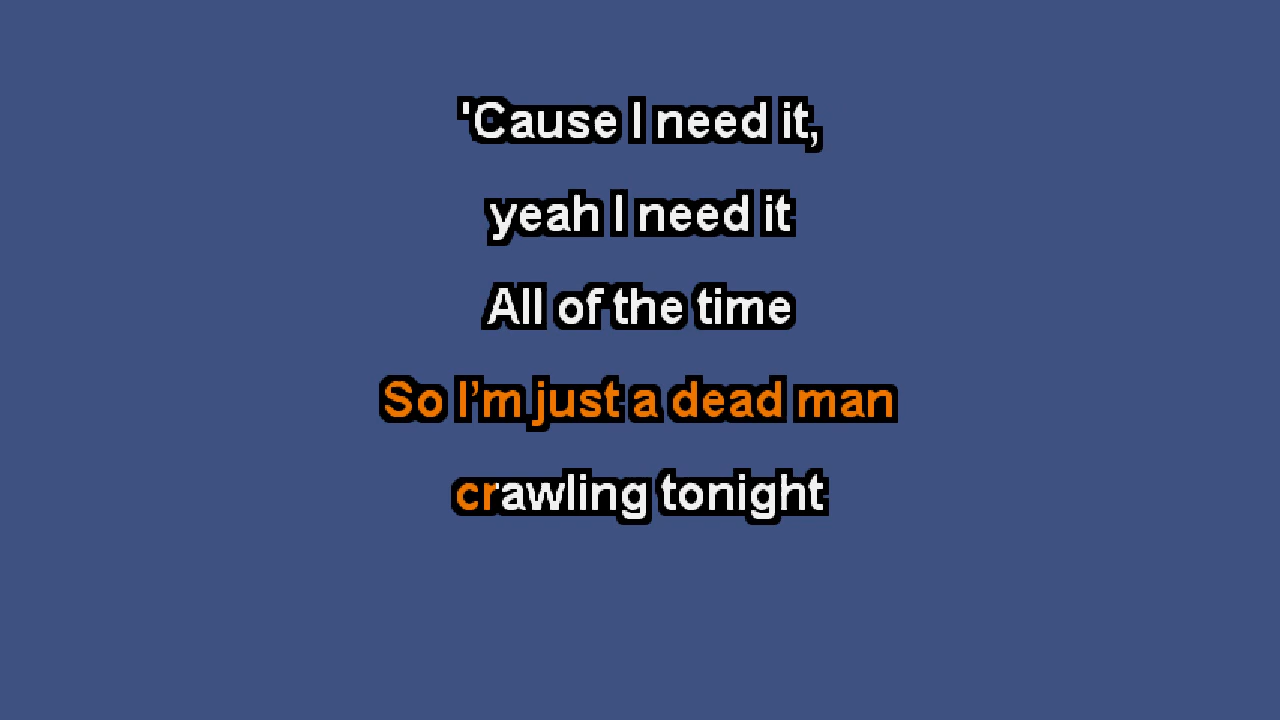 'Cause I need it,
yeah I need it
All of the time
So I’m just a dead man
crawling tonight